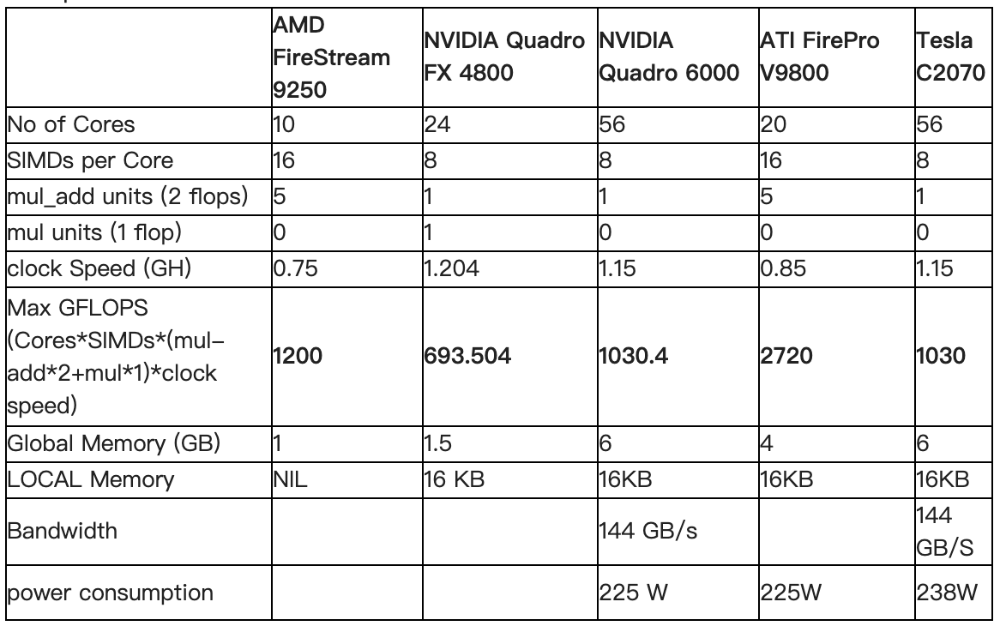 AMD FireStream 9250 NVIDIA Quadro FX 4800 NVIDIA Quadro 6000 ATI FirePro V9800 Tesla C2070
No of Cores 10 24 56 20 56
SIMDs per Core 16 8 8 16 8
mul_add units (2 flops) 5 1 1 5 1
mul units (1 flop) 0 1 0 0 0
clock Speed (GH) 0.75 1.204 1.15 0.85 1.15
Max GFLOPS
(Cores*SIMDs*(mul–
add*2+mul*1)*clock
speed) 1200 693.504 1030.4 2720 1030
Global Memory (GB) 1 1.5 6 4 6
LOCAL Memory NIL 16 KB 16KB 16KB 16KB
Bandwidth 144 GB/s 144 GB/S
power consumption 225 W 225W 238W